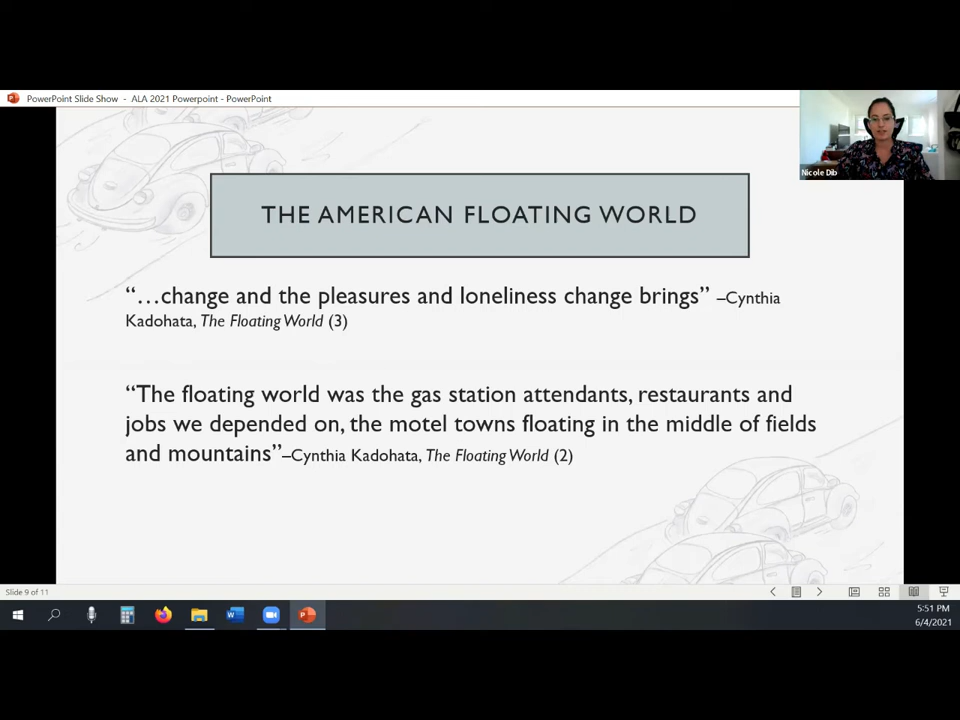 PowerPoint Slide Show - ALA 2021 Powerpoint - PowerPoint
Nicole Dib
THE AMERICAN FLOATING WORLD
“…change and the pleasures and loneliness change brings” –Cynthia
Kadohata, The Floating World (3)
“The floating world was the gas station attendants, restaurants and
jobs we depended on, the motel towns floating in the middle of fields
and mountains”–Cynthia Kadohata, The Floating World (2)
Slide 9 of 11
5:51 PM
6/4/2021